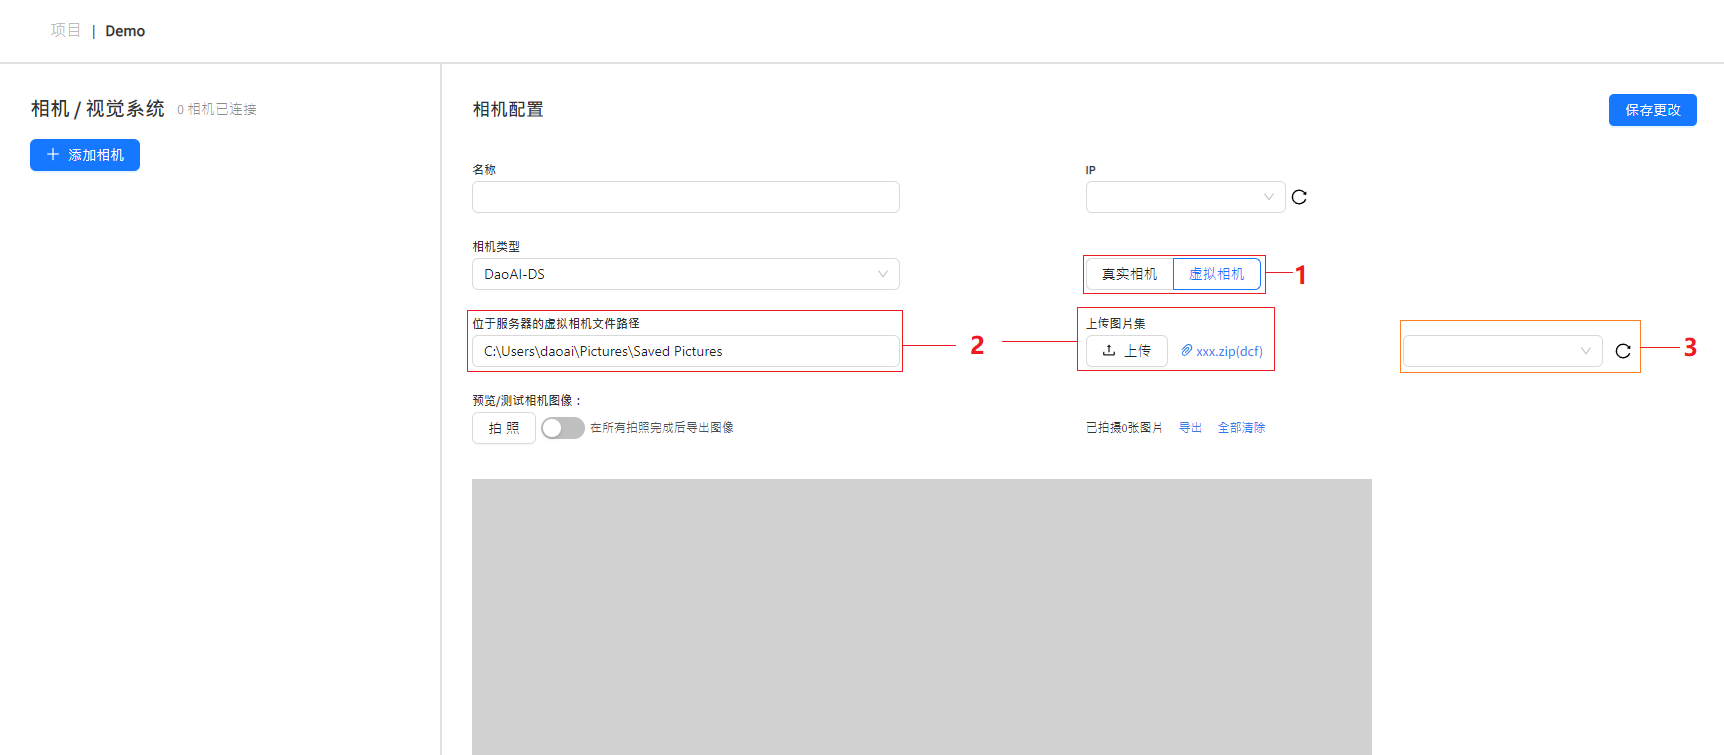 项目 | Demo
相机 / 视觉系统 0 相机已连接
添加相机
相机配置
保存更改
名称
IP
相机类型
DaoAI-DS
真实相机 虚拟相机
1
位于服务器的虚拟相机文件路径
C:\Users\daoai\Pictures\Saved Pictures
2
上传图片集
上传 xxx.zip(dcf)
3
预览/测试相机图像：
拍 照 在所有拍照完成后导出图像
已拍摄0张图片 导出 全部清除